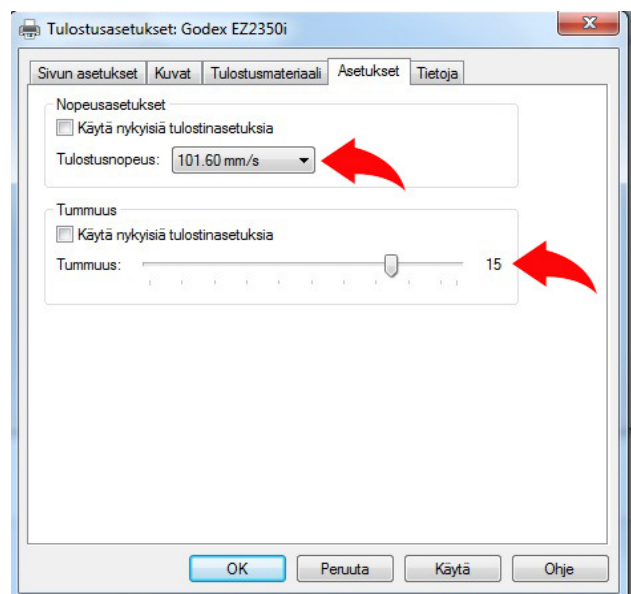 Tulostusasetukset: Godex EZ2350i
Sivun asetukset Kuvat Tulostusmateriaali Asetukset Tietoja
Nopeusasetukset
Käytä nykyisiä tulostinasetuksia
Tulostusnopeus: 101.60 mm/s
Tummuus
Käytä nykyisiä tulostinasetuksia
Tummuus: 15
OK Peruuta Käytä Ohje